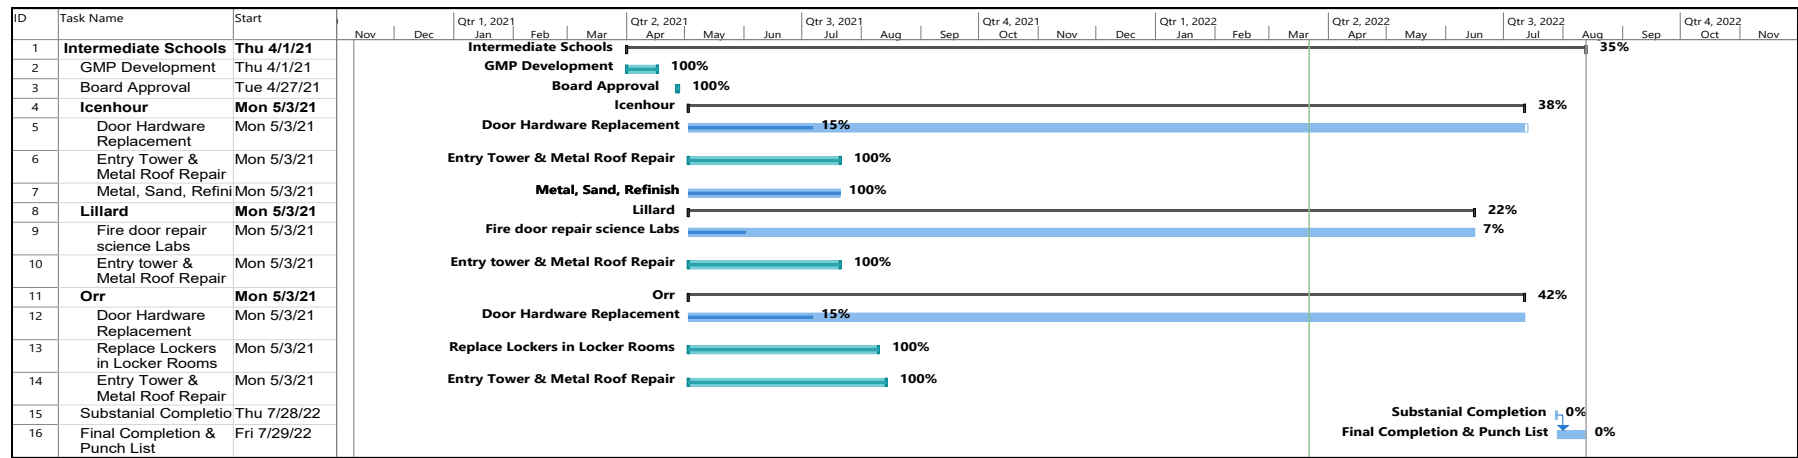 ID Task Name Start Qtr 1, 2021 Qtr 2, 2021 Qtr 3, 2021 Qtr 4, 2021 Qtr 1, 2022 Qtr 2, 2022 Qtr 3, 2022 Qtr 4, 2022
Nov Dec Jan Feb Mar Apr May Jun Jul Aug Sep Oct Nov Dec Jan Feb Mar Apr May Jun Jul Aug Sep Oct Nov
1 Intermediate Schools Thu 4/1/21 Intermediate Schools 35%
2 GMP Development Thu 4/1/21 GMP Development 100%
3 Board Approval Tue 4/27/21 Board Approval 100%
4 Icenhour Mon 5/3/21 Icenhour 38%
5 Door Hardware Mon 5/3/21 Door Hardware Replacement 15%
Replacement
6 Entry Tower & Mon 5/3/21 Entry Tower & Metal Roof Repair 100%
Metal Roof Repair
7 Metal, Sand, Refini Mon 5/3/21 Metal, Sand, Refinish 100%
8 Lillard Mon 5/3/21 Lillard 22%
9 Fire door repair Mon 5/3/21 Fire door repair science Labs 7%
science Labs
10 Entry tower & Mon 5/3/21 Entry tower & Metal Roof Repair 100%
Metal Roof Repair
11 Orr Mon 5/3/21 Orr 42%
12 Door Hardware Mon 5/3/21 Door Hardware Replacement 15%
Replacement
13 Replace Lockers Mon 5/3/21 Replace Lockers in Locker Rooms 100%
in Locker Rooms
14 Entry Tower & Mon 5/3/21 Entry Tower & Metal Roof Repair 100%
Metal Roof Repair
15 Substanial Completio Thu 7/28/22 Substanial Completion 0%
16 Final Completion & Fri 7/29/22 Final Completion & Punch List 0%
Punch List